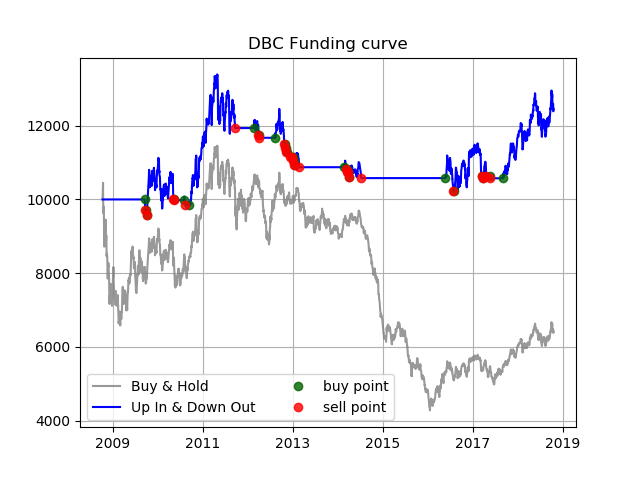 DBC Funding curve
12000
10000
8000
6000
4000
Buy & Hold
Up In & Down Out
buy point
sell point
2009 2011 2013 2015 2017 2019